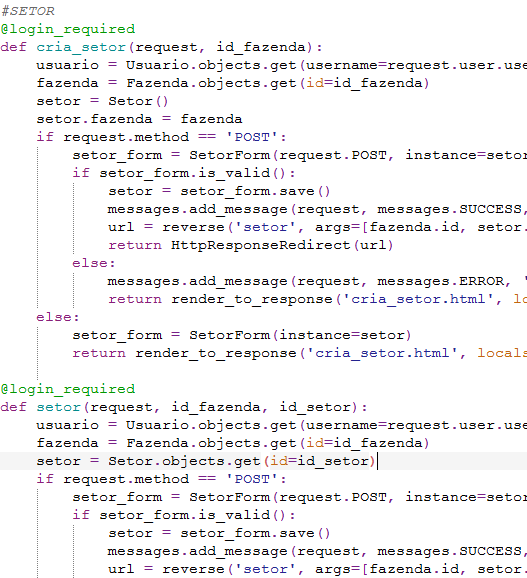 #SETOR
@login_required
def cria_setor(request, id_fazenda):
    usuario = Usuario.objects.get(username=request.user.use
    fazenda = Fazenda.objects.get(id=id_fazenda)
    setor = Setor()
    setor.fazenda = fazenda
    if request.method == 'POST':
        setor_form = SetorForm(request.POST, instance=setor
        if setor_form.is_valid():
            setor = setor_form.save()
            messages.add_message(request, messages.SUCCESS,
            url = reverse('setor', args=[fazenda.id, setor.
            return HttpResponseRedirect(url)
        else:
            messages.add_message(request, messages.ERROR, '
            return render_to_response('cria_setor.html', lo
    else:
        setor_form = SetorForm(instance=setor)
        return render_to_response('cria_setor.html', locals
@login_required
def setor(request, id_fazenda, id_setor):
    usuario = Usuario.objects.get(username=request.user.use
    fazenda = Fazenda.objects.get(id=id_fazenda)
    setor = Setor.objects.get(id=id_setor)
    if request.method == 'POST':
        setor_form = SetorForm(request.POST, instance=setor
        if setor_form.is_valid():
            setor = setor_form.save()
            messages.add_message(request, messages.SUCCESS,
            url = reverse('setor', args=[fazenda.id, setor.